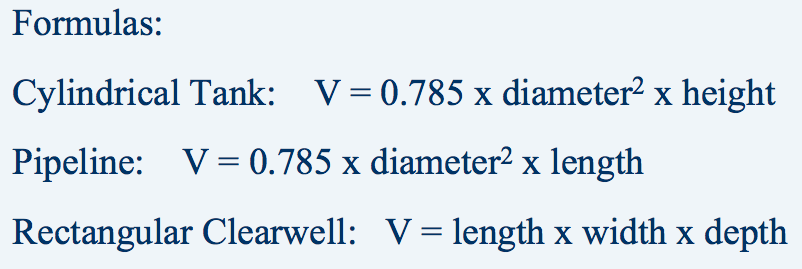 Formulas:
Cylindrical Tank: V = 0.785 x diameter² x height
Pipeline: V = 0.785 x diameter² x length
Rectangular Clearwell: V = length x width x depth